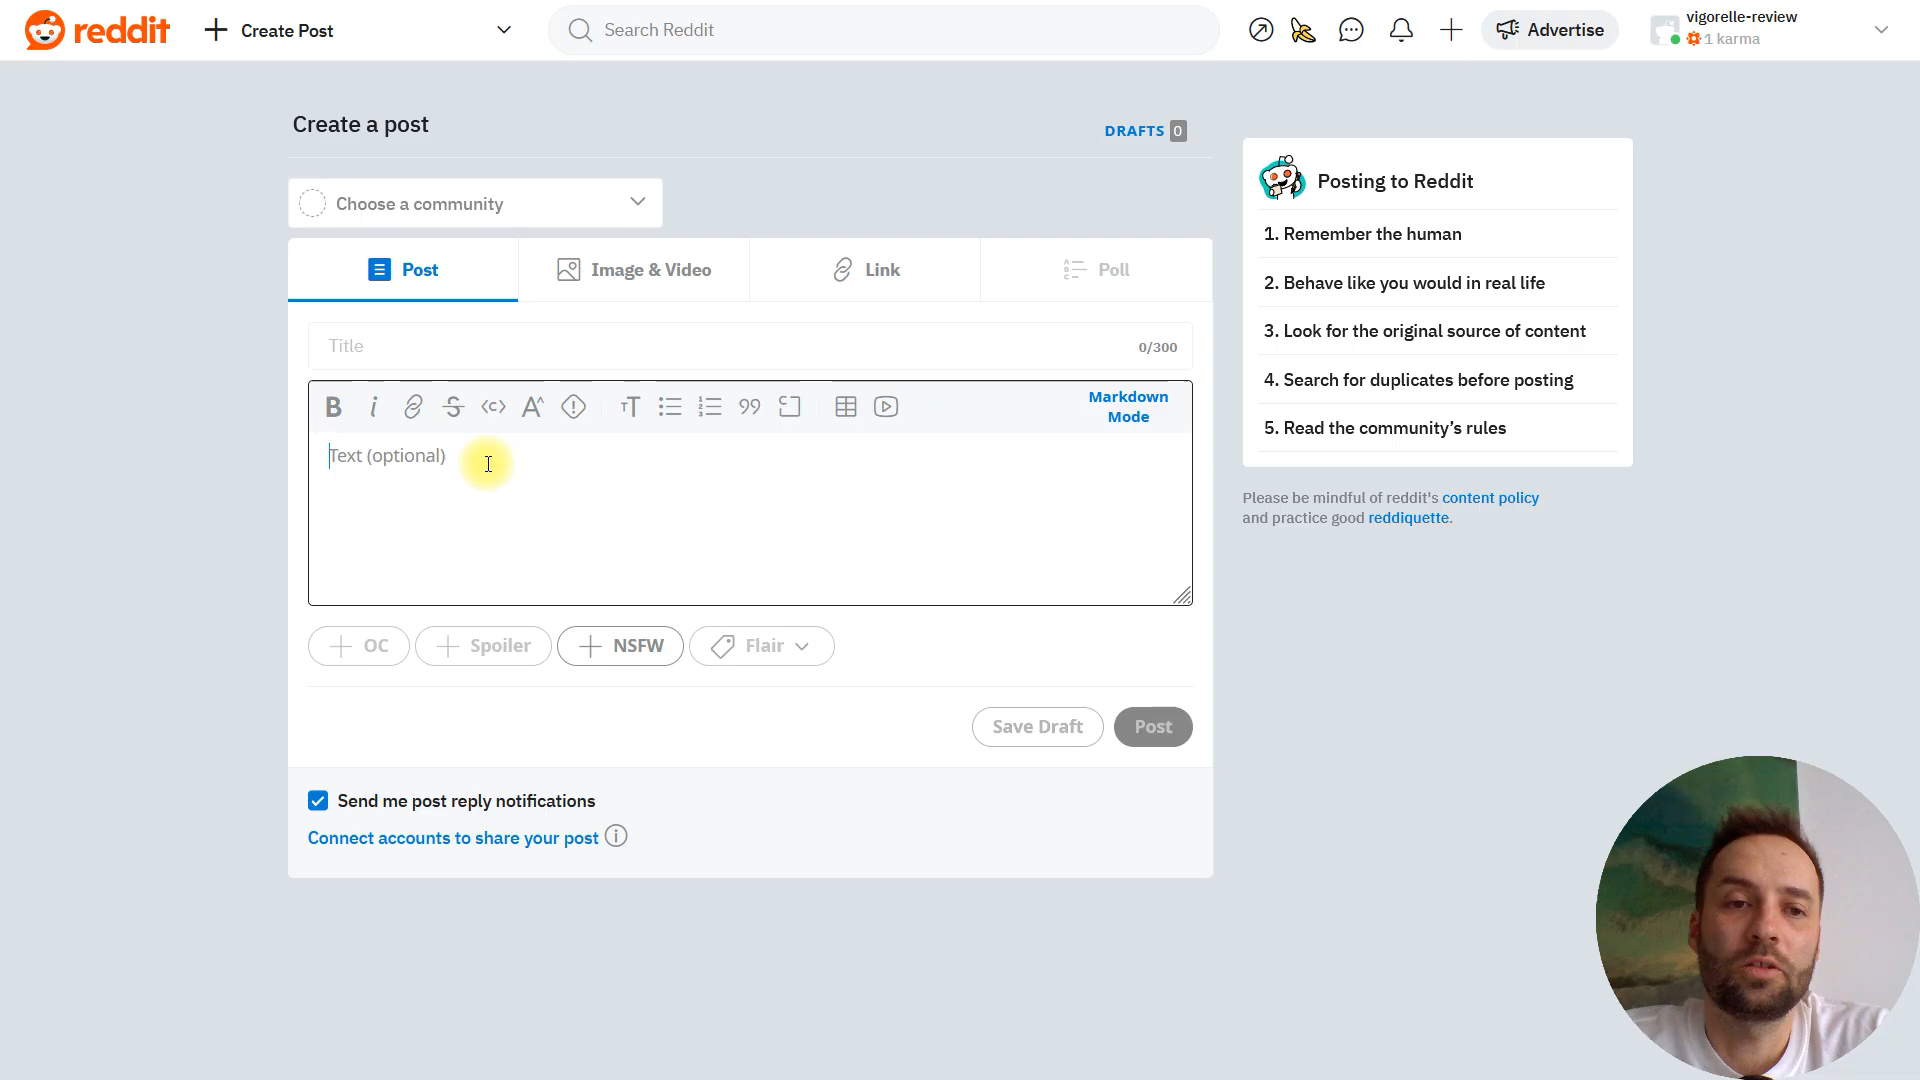 reddit
Create Post
Search Reddit
Advertise
vigorelle-review
1 karma
Create a post
DRAFTS 0
Choose a community
Post
Image & Video
Link
Poll
Title
0/300
Markdown
Mode
Text (optional)
OC
Spoiler
NSFW
Flair
Save Draft
Post
Send me post reply notifications
Connect accounts to share your post
Posting to Reddit
1. Remember the human
2. Behave like you would in real life
3. Look for the original source of content
4. Search for duplicates before posting
5. Read the community’s rules
Please be mindful of reddit's content policy
and practice good reddiquette.